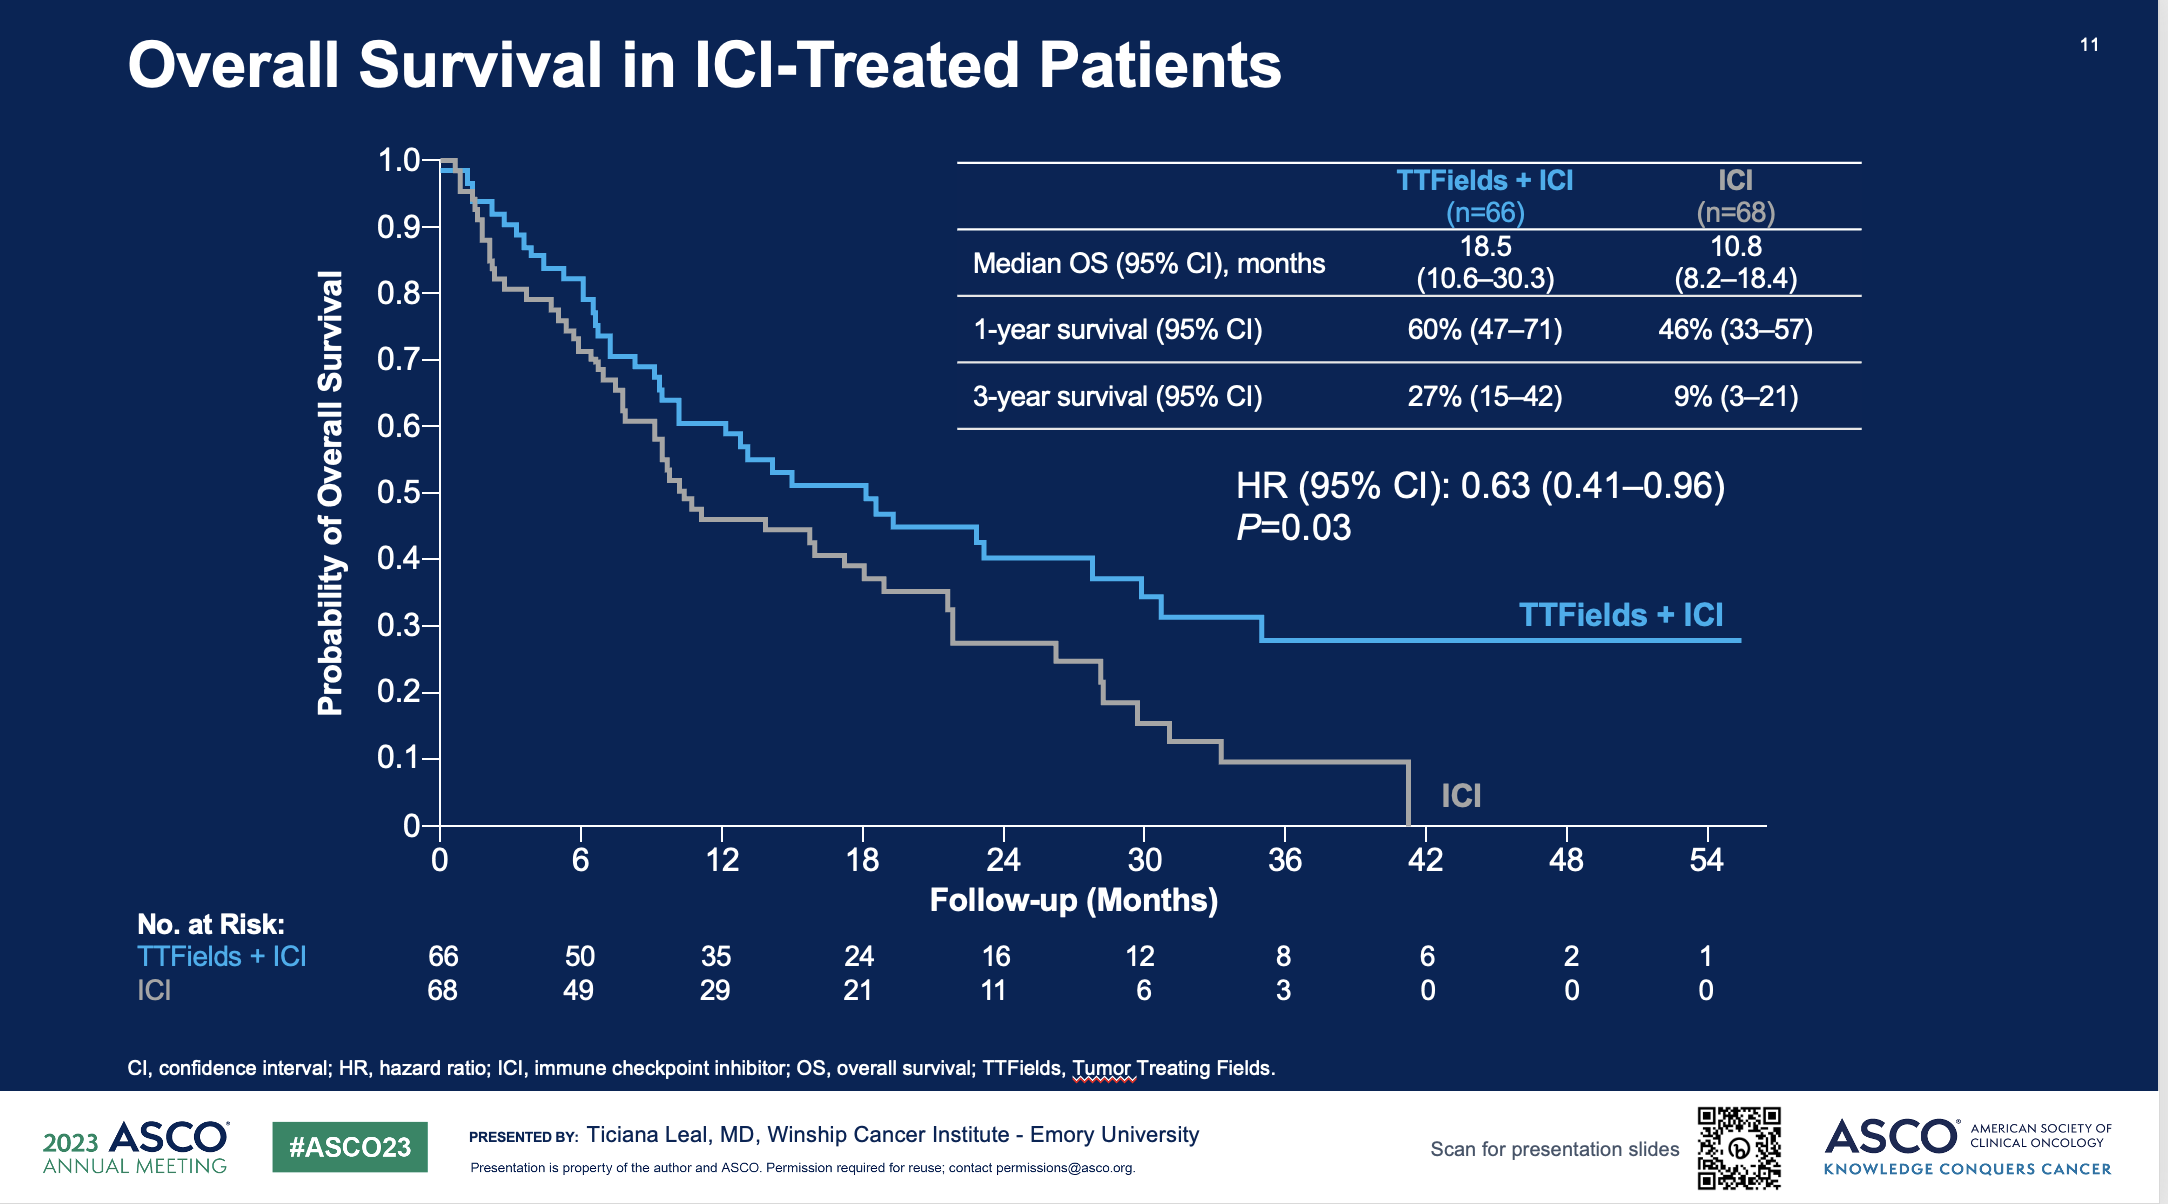 Overall Survival in ICI-Treated Patients
11
TTFields + ICI ICI
(n=66) (n=68)
Median OS (95% CI), months 18.5 (10.6–30.3) 10.8 (8.2–18.4)
1-year survival (95% CI) 60% (47–71) 46% (33–57)
3-year survival (95% CI) 27% (15–42) 9% (3–21)
HR (95% CI): 0.63 (0.41–0.96)
P=0.03
Probability of Overall Survival
1.0
0.9
0.8
0.7
0.6
0.5
0.4
0.3
0.2
0.1
0
TTFields + ICI
ICI
0 6 12 18 24 30 36 42 48 54
Follow-up (Months)
No. at Risk:
TTFields + ICI 66 50 35 24 16 12 8 6 2 1
ICI 68 49 29 21 11 6 3 0 0 0
CI, confidence interval; HR, hazard ratio; ICI, immune checkpoint inhibitor; OS, overall survival; TTFields, Tumor Treating Fields.
2023 ASCO®
ANNUAL MEETING
#ASCO23
PRESENTED BY: Ticiana Leal, MD, Winship Cancer Institute - Emory University
Presentation is property of the author and ASCO. Permission required for reuse; contact permissions@asco.org.
Scan for presentation slides
ASCO® AMERICAN SOCIETY OF
CLINICAL ONCOLOGY
KNOWLEDGE CONQUERS CANCER